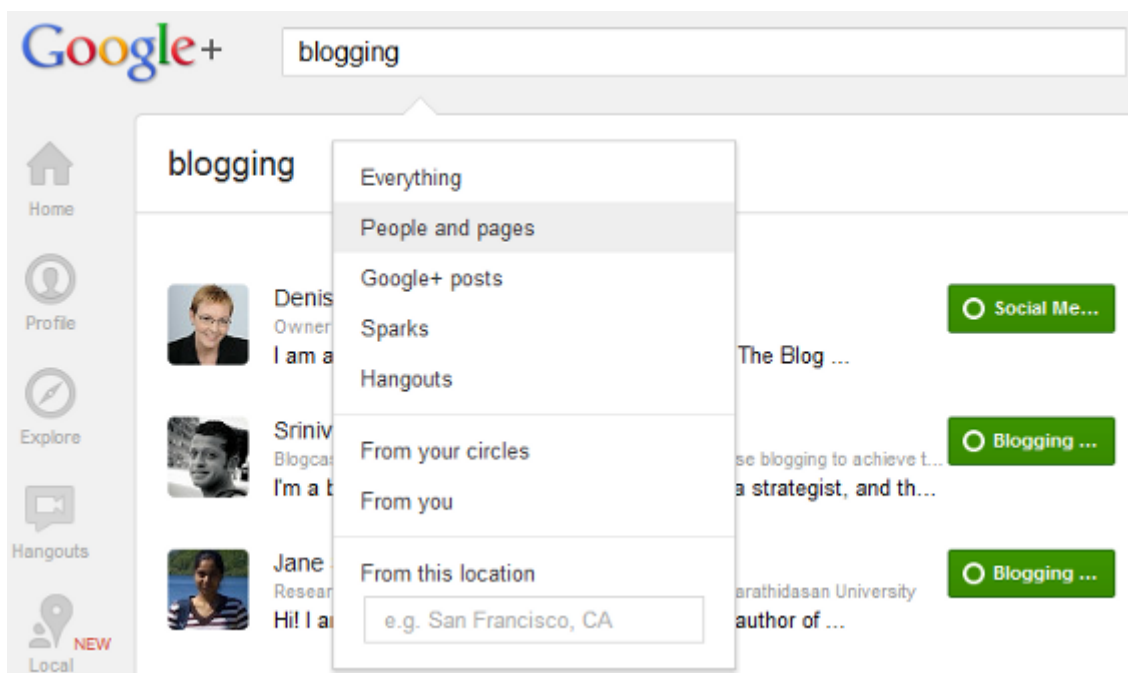 Google+
blogging
blogging
Everything
People and pages
Google+ posts
Sparks
Hangouts
From your circles
From you
From this location
e.g. San Francisco, CA
Home
Profile
Explore
Hangouts
NEW
Local
Denis
Owner
I am a
The Blog ...
Social Me...
Sriniv
Blogcas
se blogging to achieve t...
I'm a b
a strategist, and th...
Blogging ...
Jane
Resear
arathidasan University
Hi! I a
author of ...
Blogging ...